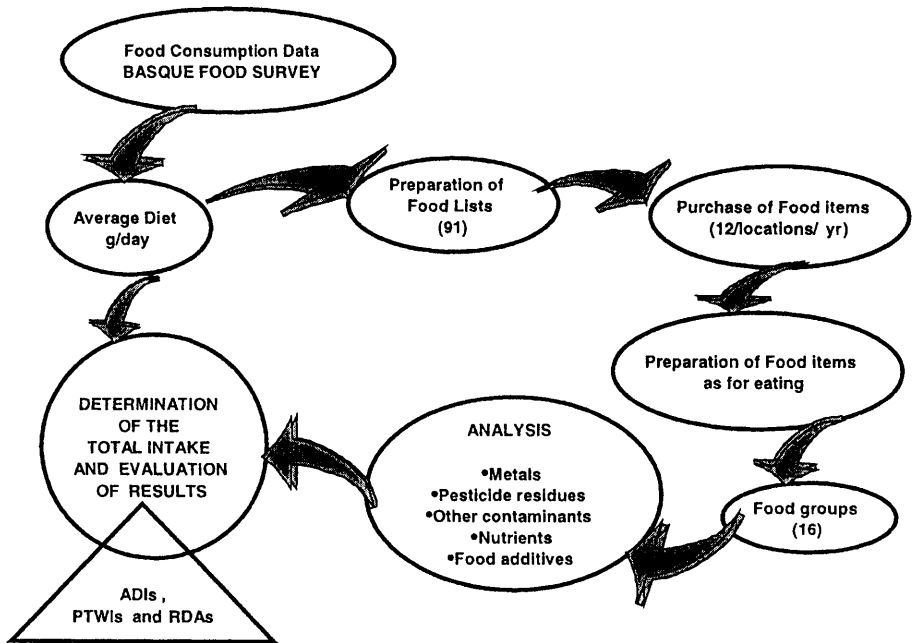 Food Consumption Data
BASQUE FOOD SURVEY
Average Diet
g/day
Preparation of
Food Lists
(91)
Purchase of Food items
(12/locations/ yr)
Preparation of Food items
as for eating
Food groups
(16)
ANALYSIS
•Metals
•Pesticide residues
•Other contaminants
•Nutrients
•Food additives
DETERMINATION
OF THE
TOTAL INTAKE
AND EVALUATION
OF RESULTS
ADIs ,
PTWIs and RDAs